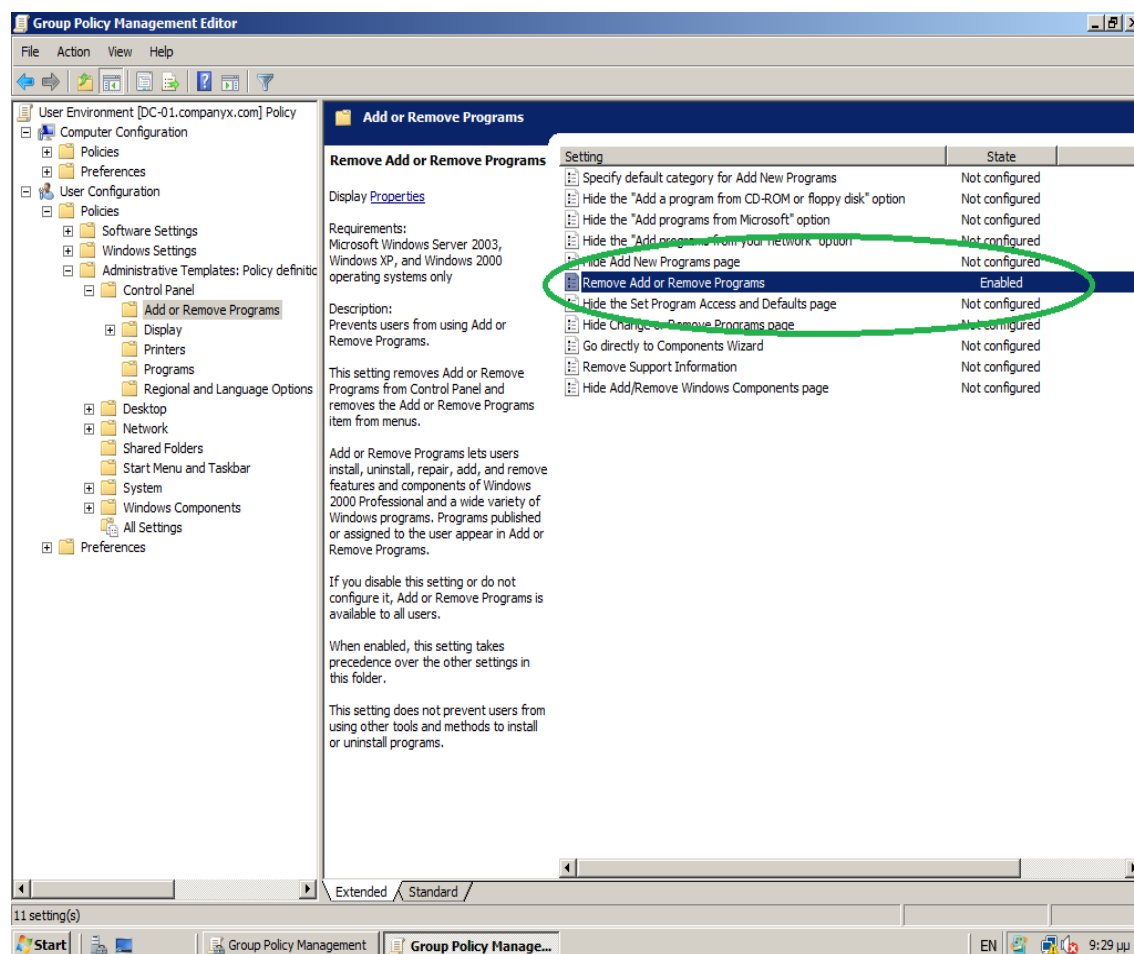 Group Policy Management Editor
File Action View Help
User Environment [DC-01.companyx.com] Policy
Computer Configuration
Policies
Preferences
User Configuration
Policies
Software Settings
Windows Settings
Administrative Templates: Policy definitic
Control Panel
Add or Remove Programs
Display
Printers
Programs
Regional and Language Options
Desktop
Network
Shared Folders
Start Menu and Taskbar
System
Windows Components
All Settings
Preferences
Add or Remove Programs
Remove Add or Remove Programs
Display Properties
Requirements:
Microsoft Windows Server 2003,
Windows XP, and Windows 2000
operating systems only
Description:
Prevents users from using Add or
Remove Programs.
This setting removes Add or Remove
Programs from Control Panel and
removes the Add or Remove Programs
item from menus.
Add or Remove Programs lets users
install, uninstall, repair, add, and remove
features and components of Windows
2000 Professional and a wide variety of
Windows programs. Programs published
or assigned to the user appear in Add or
Remove Programs.
If you disable this setting or do not
configure it, Add or Remove Programs is
available to all users.
When enabled, this setting takes
precedence over the other settings in
this folder.
This setting does not prevent users from
using other tools and methods to install
or uninstall programs.
Setting State
Specify default category for Add New Programs Not configured
Hide the "Add a program from CD-ROM or floppy disk" option Not configured
Hide the "Add programs from Microsoft" option Not configured
Hide the "Add programs from your network" option Not configured
Hide Add New Programs page Not configured
Remove Add or Remove Programs Enabled
Hide the Set Program Access and Defaults page Not configured
Hide Change or Remove Programs page Not configured
Go directly to Components Wizard Not configured
Remove Support Information Not configured
Hide Add/Remove Windows Components page Not configured
Extended Standard
11 setting(s)
Start Group Policy Management Group Policy Manage... EN 9:29 μμ